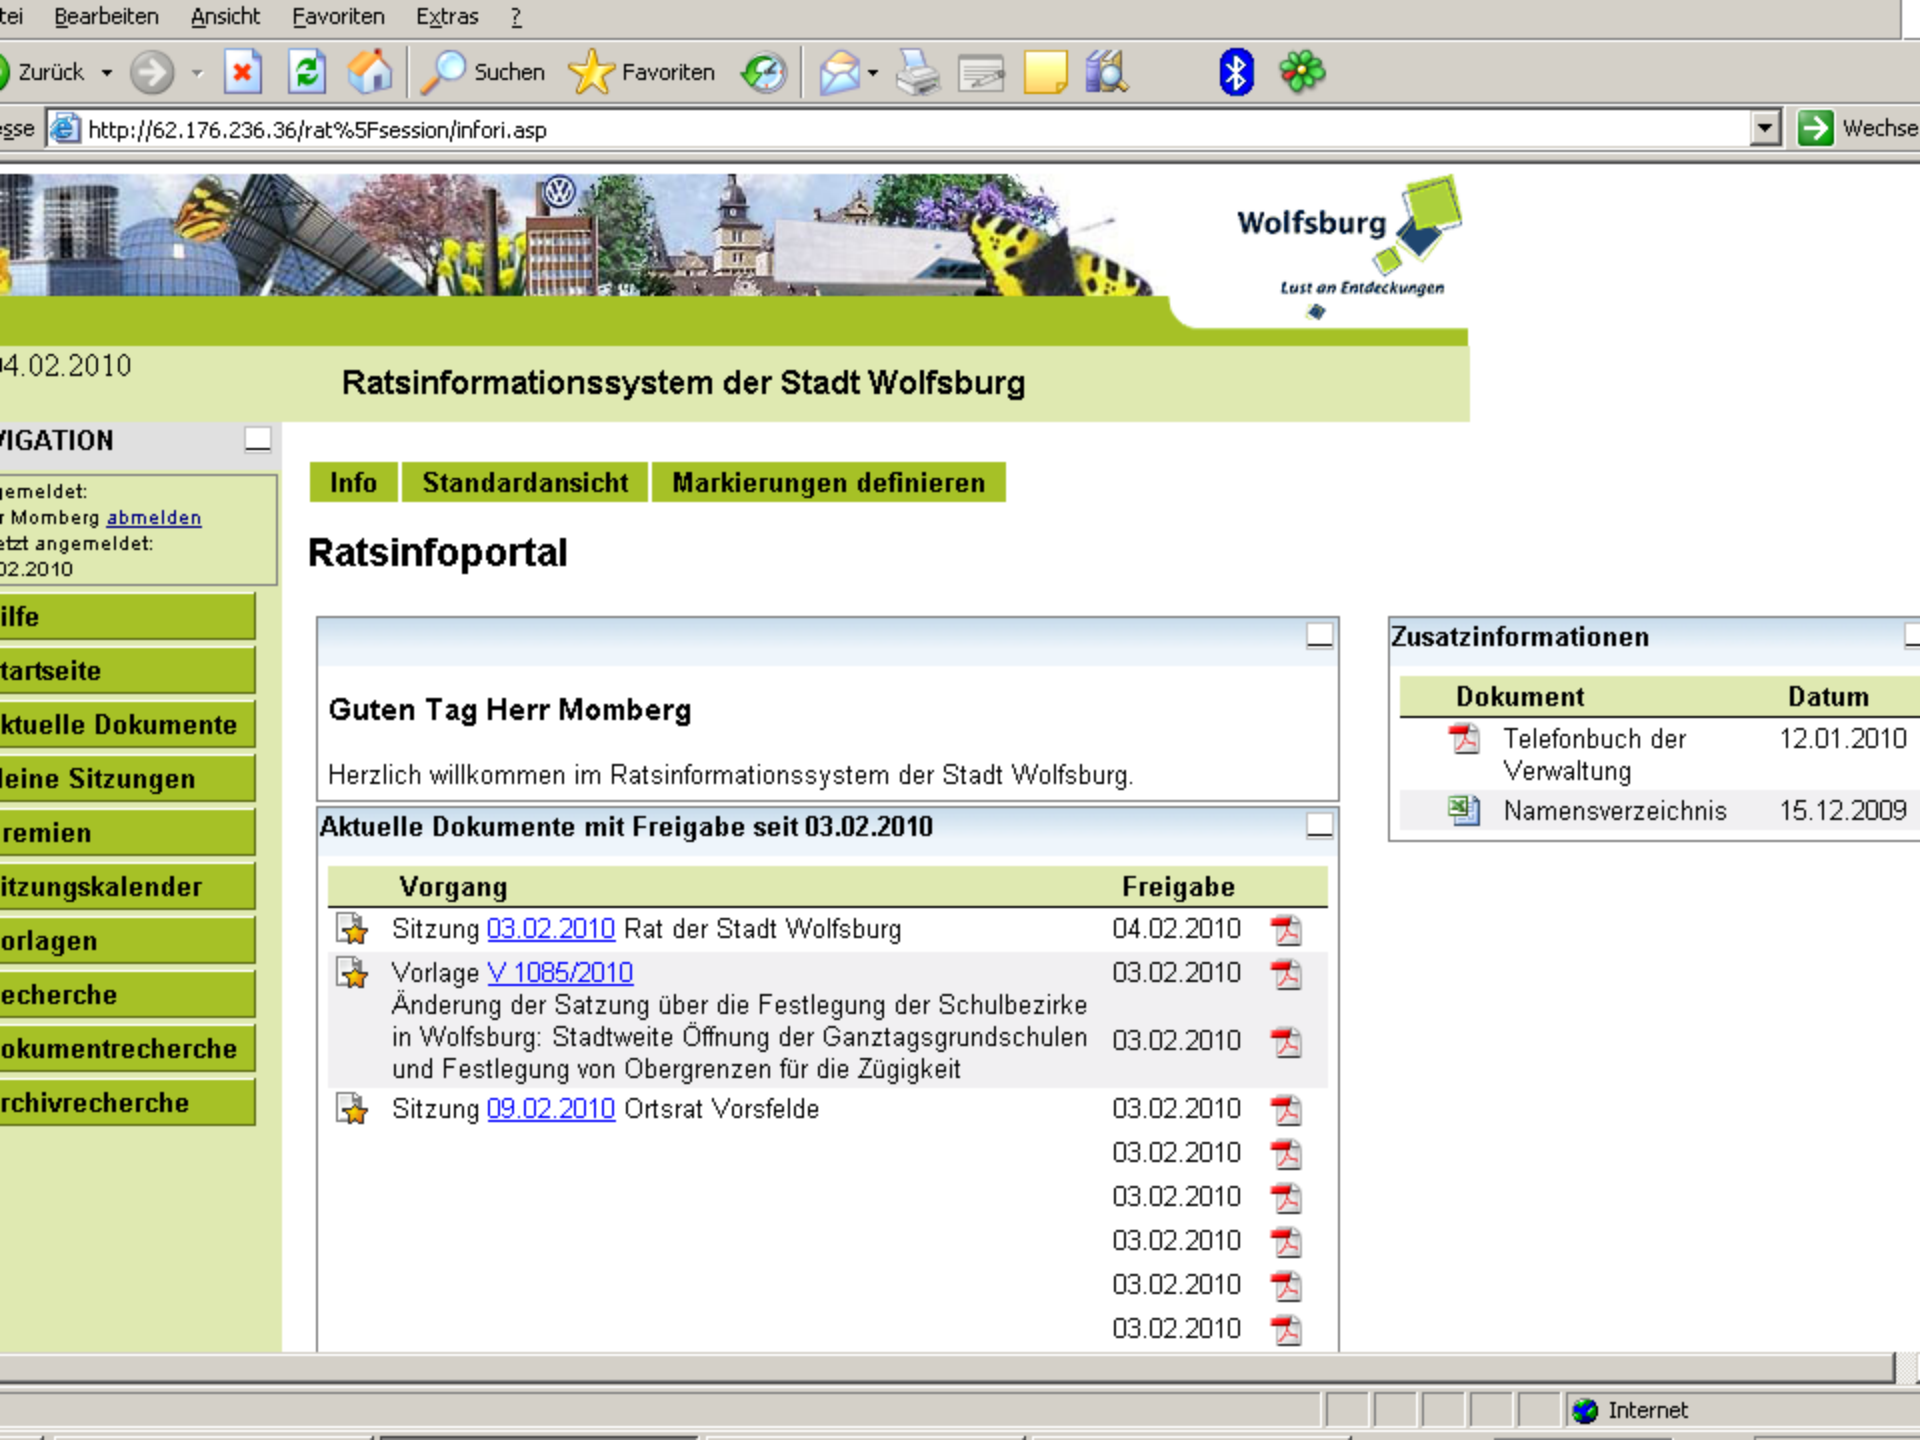 tei Bearbeiten Ansicht Favoriten Extras ?
Zurück Suchen Favoriten
esse http://62.176.236.36/rat%5Fsession/infori.asp Wechse
Wolfsburg
Lust an Entdeckungen
04.02.2010
Ratsinformationssystem der Stadt Wolfsburg
VIGATION
gemeldet:
r Momberg abmelden
etzt angemeldet:
02.2010
ilfe
tartseite
ktuelle Dokumente
leine Sitzungen
remien
itzungskalender
orlagen
echerche
okumentrecherche
rchivrecherche
Info Standardansicht Markierungen definieren
Ratsinfoportal
Guten Tag Herr Momberg
Herzlich willkommen im Ratsinformationssystem der Stadt Wolfsburg.
Aktuelle Dokumente mit Freigabe seit 03.02.2010
Vorgang Freigabe
Sitzung 03.02.2010 Rat der Stadt Wolfsburg 04.02.2010
Vorlage V 1085/2010 03.02.2010
Änderung der Satzung über die Festlegung der Schulbezirke
in Wolfsburg: Stadtweite Öffnung der Ganztagsgrundschulen 03.02.2010
und Festlegung von Obergrenzen für die Zügigkeit
Sitzung 09.02.2010 Ortsrat Vorsfelde 03.02.2010
03.02.2010
03.02.2010
03.02.2010
03.02.2010
03.02.2010
Zusatzinformationen
Dokument Datum
Telefonbuch der 12.01.2010
Verwaltung
Namensverzeichnis 15.12.2009
Internet